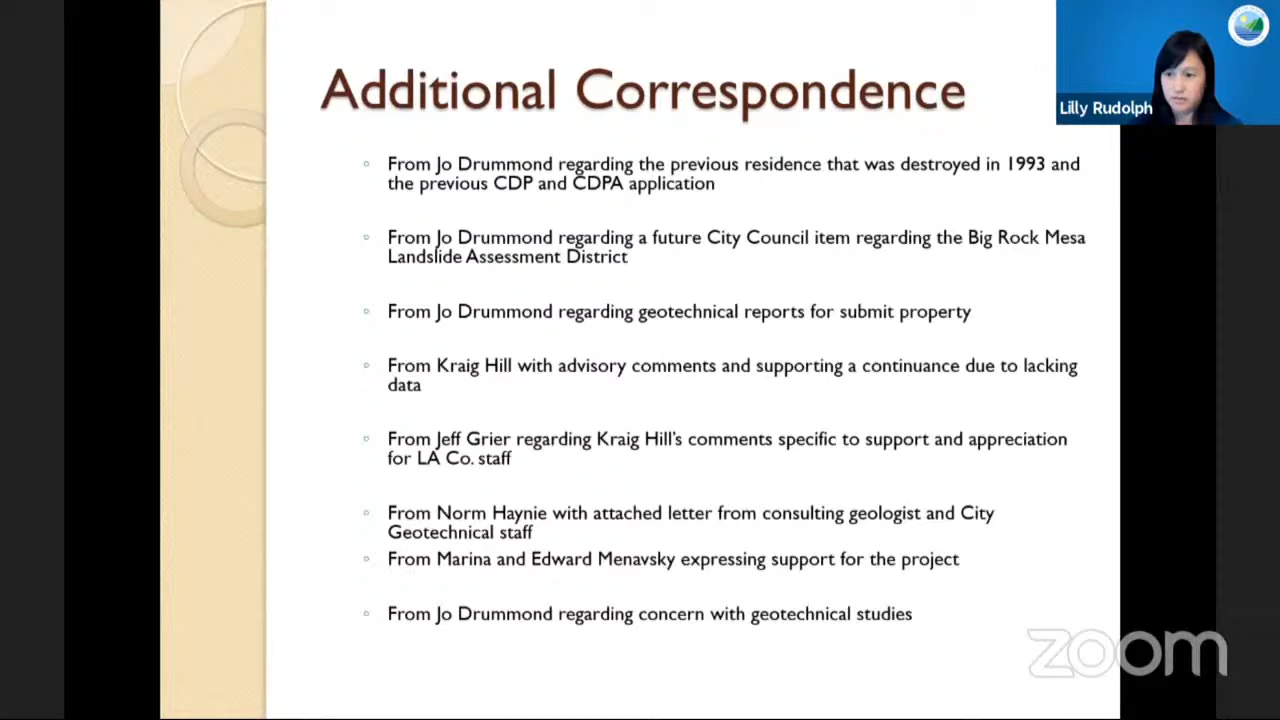 Additional Correspondence
Lilly Rudolph
From Jo Drummond regarding the previous residence that was destroyed in 1993 and
the previous CDP and CDPA application
From Jo Drummond regarding a future City Council item regarding the Big Rock Mesa
Landslide Assessment District
From Jo Drummond regarding geotechnical reports for submit property
From Kraig Hill with advisory comments and supporting a continuance due to lacking
data
From Jeff Grier regarding Kraig Hill's comments specific to support and appreciation
for LA Co. staff
From Norm Haynie with attached letter from consulting geologist and City
Geotechnical staff
From Marina and Edward Menavsky expressing support for the project
From Jo Drummond regarding concern with geotechnical studies
zoom